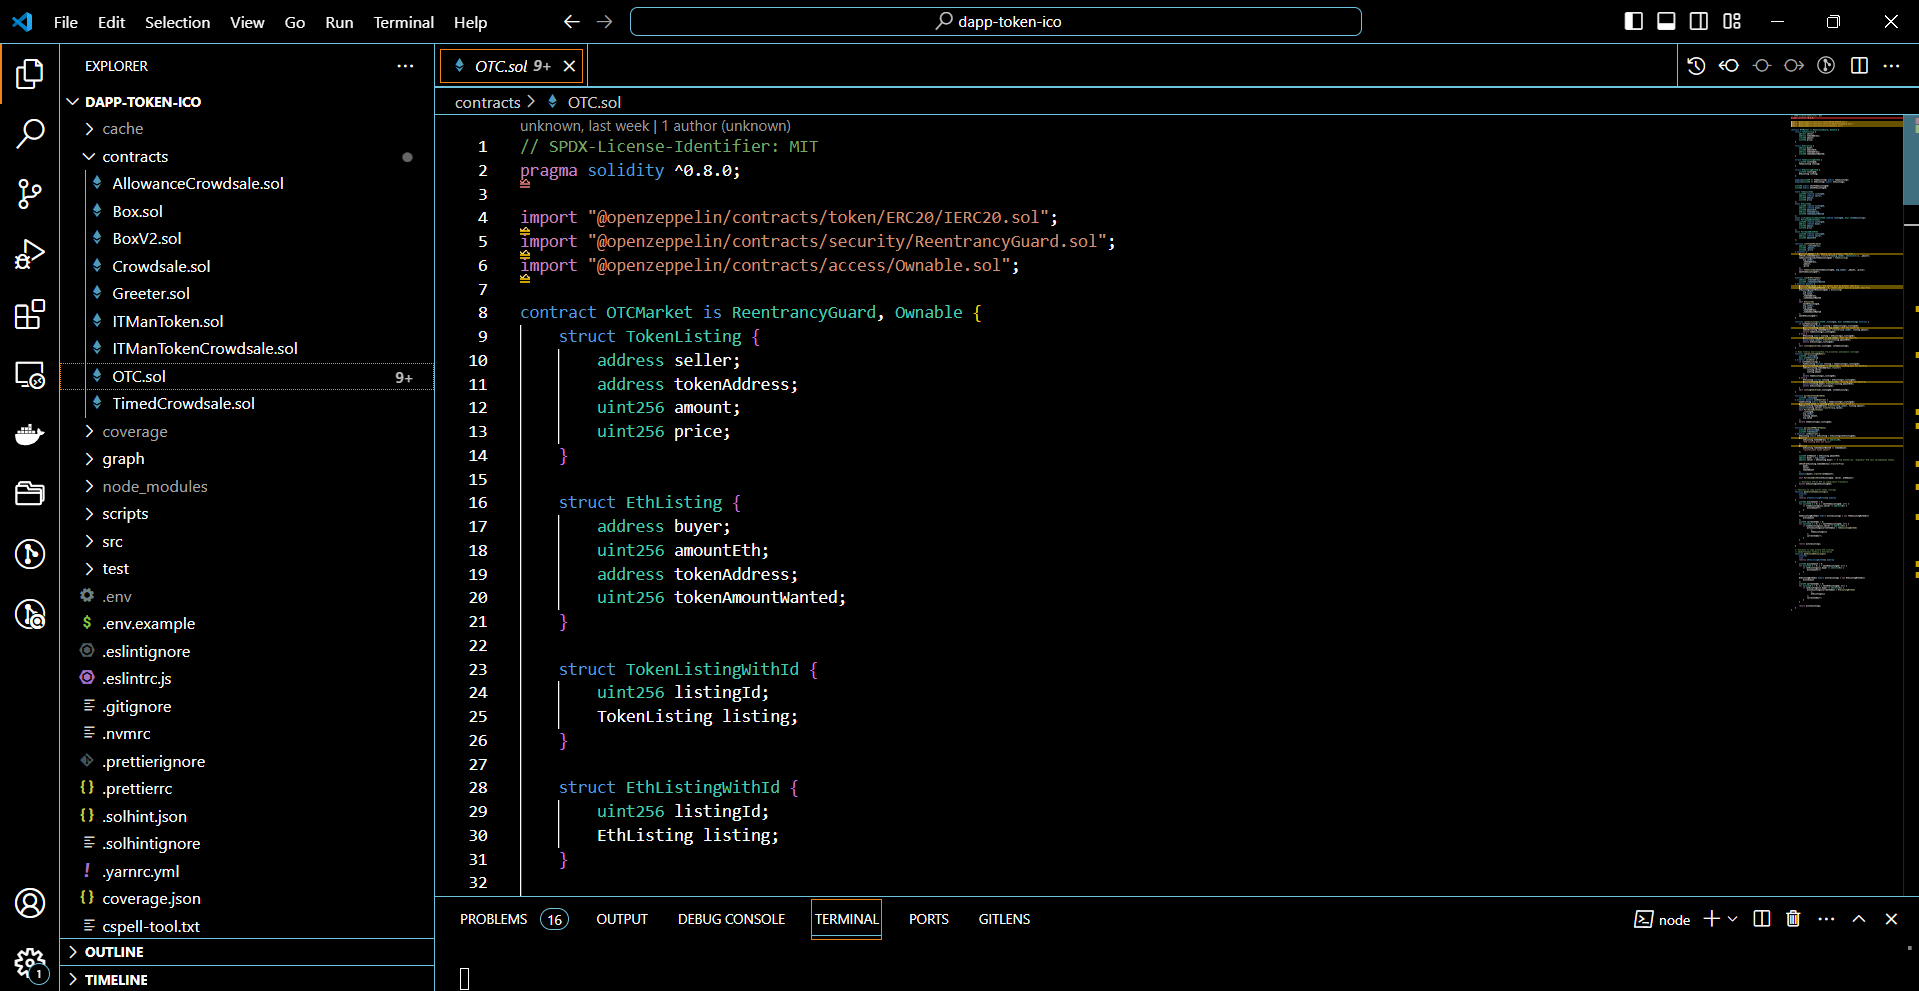 File Edit Selection View Go Run Terminal Help
dapp-token-ico
EXPLORER
DAPP-TOKEN-ICO
cache
contracts
AllowanceCrowdsale.sol
Box.sol
BoxV2.sol
Crowdsale.sol
Greeter.sol
ITManToken.sol
ITManTokenCrowdsale.sol
OTC.sol 9+
TimedCrowdsale.sol
coverage
graph
node_modules
scripts
src
test
.env
.env.example
.eslintignore
.eslintrc.js
.gitignore
.nvmrc
.prettierignore
.prettierrc
.solhint.json
.solhintignore
.yarnrc.yml
coverage.json
cspell-tool.txt
OUTLINE
TIMELINE
1
OTC.sol 9+
contracts > OTC.sol
unknown, last week | 1 author (unknown)
1 // SPDX-License-Identifier: MIT
2 pragma solidity ^0.8.0;
3
4 import "@openzeppelin/contracts/token/ERC20/IERC20.sol";
5 import "@openzeppelin/contracts/security/ReentrancyGuard.sol";
6 import "@openzeppelin/contracts/access/Ownable.sol";
7
8 contract OTCMarket is ReentrancyGuard, Ownable {
9 struct TokenListing {
10 address seller;
11 address tokenAddress;
12 uint256 amount;
13 uint256 price;
14 }
15
16 struct EthListing {
17 address buyer;
18 uint256 amountEth;
19 address tokenAddress;
20 uint256 tokenAmountWanted;
21 }
22
23 struct TokenListingWithId {
24 uint256 listingId;
25 TokenListing listing;
26 }
27
28 struct EthListingWithId {
29 uint256 listingId;
30 EthListing listing;
31 }
32
PROBLEMS 16 OUTPUT DEBUG CONSOLE TERMINAL PORTS GITLENS
node